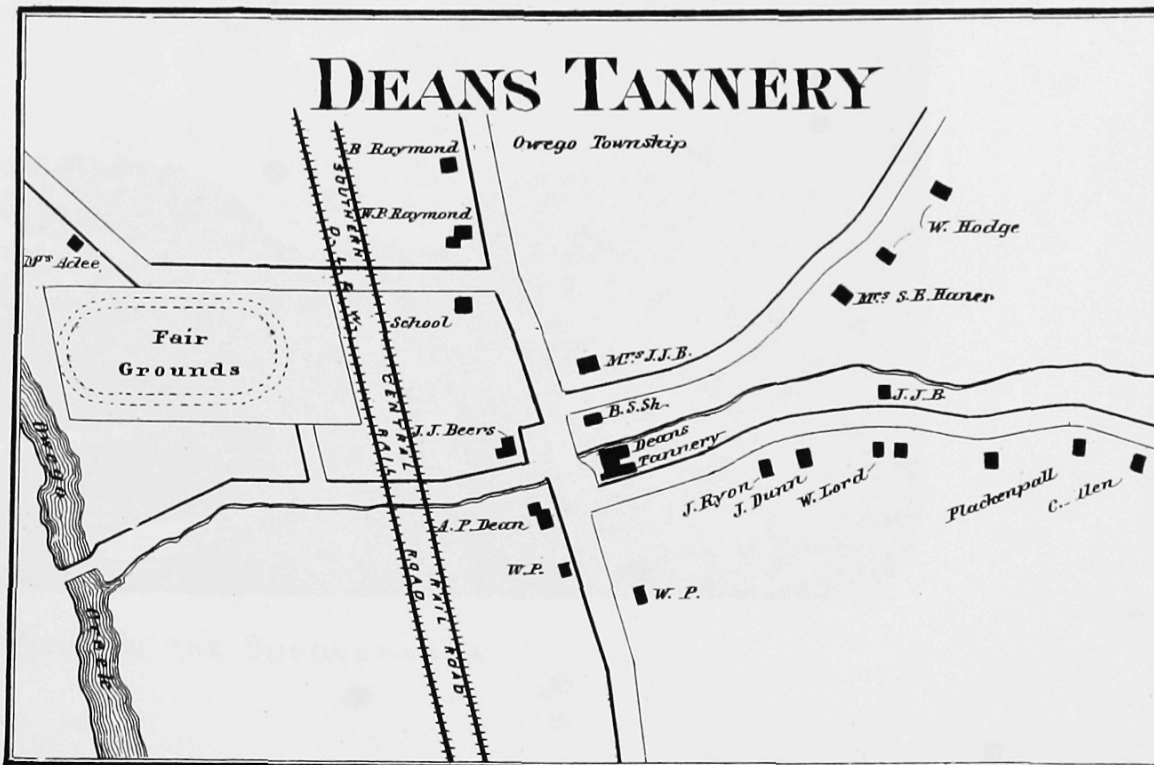 DEANS TANNERY
Owego Township
B Raymond
W.P. Raymond
Mrs Adee
W. Hodge
Mrs S.E. Haner
School
Fair
Grounds
Mrs J.J.B.
J.J.B.
B.S.Sh.
J.J. Beers
Deans
Tannery
J. Ryon
J. Dunn
W. Lord
Plackenpall
A.P. Dean
W.P.
W. P.
Owego
Creek
SOUTHERN CENTRAL RAIL ROAD
D. L. & W. RAIL ROAD